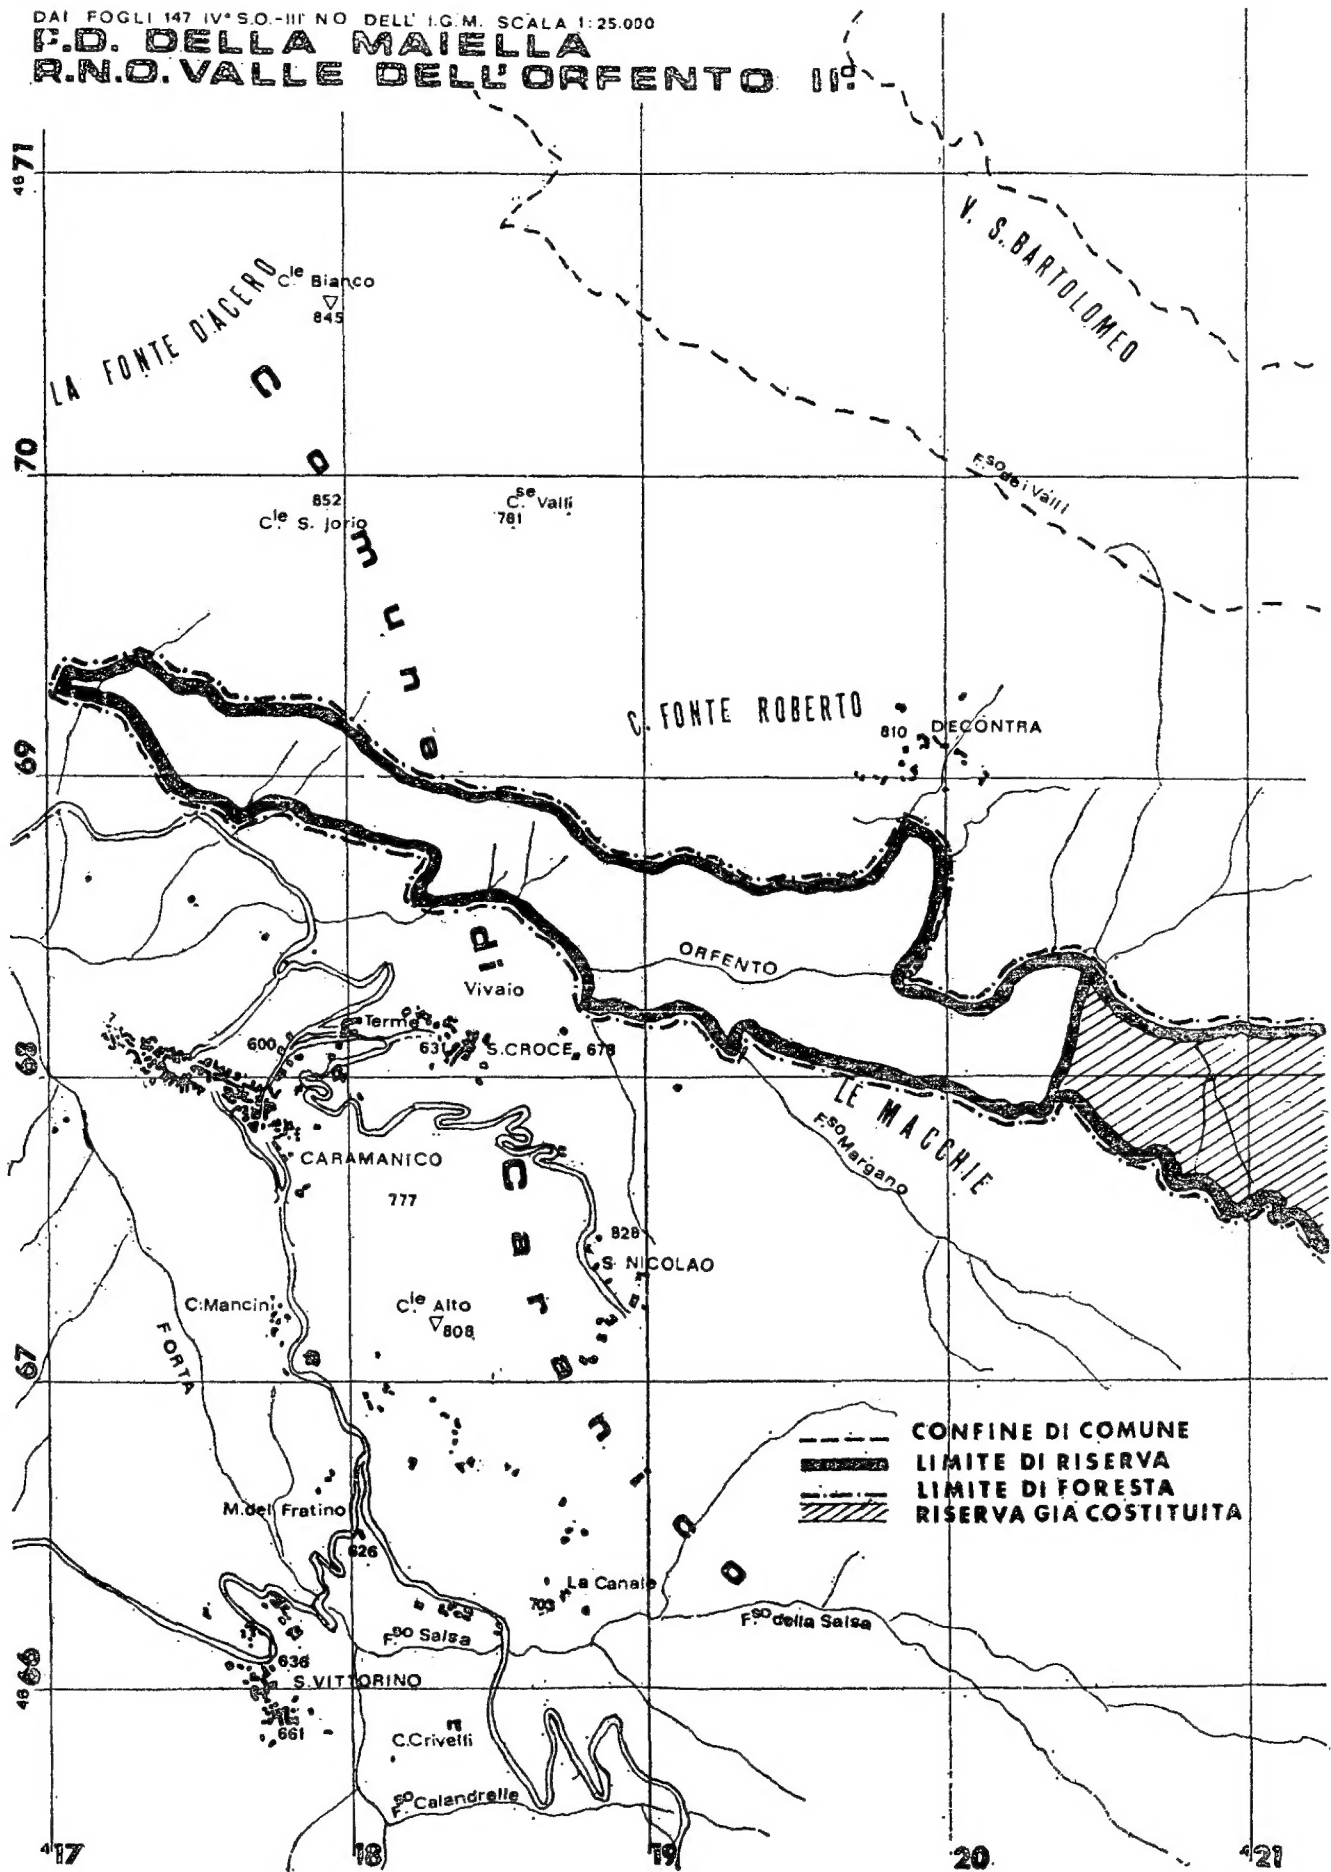 DAI FOGLI 147 IV° S.O.-III° NO DELL' I.G.M. SCALA 1:25.000
F.D. DELLA MAIELLA
R.N.O. VALLE DELL'ORFENTO II°
4671
V. S. BARTOLOMEO
LA FONTE D'ACERO
Cle Bianco
845
Comune di Caramanico
70
F.so dei Valli
852
Cle S. Jorio
C.se Valli
781
C. FONTE ROBERTO
810
DECONTRA
69
ORFENTO
Vivaio
Terme
600
631
S.CROCE
678
68
LE MACCHIE
F.so Margano
CARAMANICO
777
828
S. NICOLAO
C.Mancini
C.le Alto
808
FORTA
67
CONFINE DI COMUNE
LIMITE DI RISERVA
LIMITE DI FORESTA
RISERVA GIA COSTITUITA
M.del Fratino
626
La Canale
703
F.so della Salsa
F.so Salsa
636
S.VITTORINO
4666
661
C.Crivelli
F.so Calandrelle
417
18
19
20
421